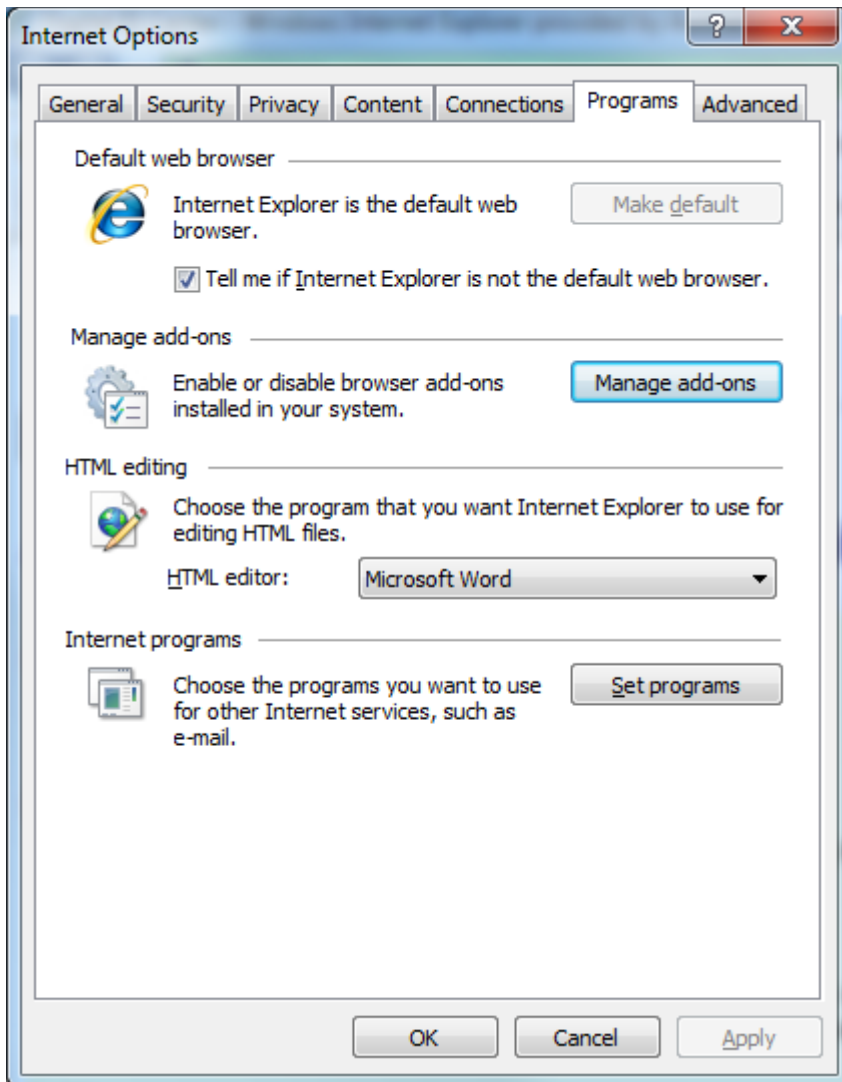 Internet Options
General Security Privacy Content Connections Programs Advanced
Default web browser
Internet Explorer is the default web
browser.
Make default
Tell me if Internet Explorer is not the default web browser.
Manage add-ons
Enable or disable browser add-ons
installed in your system.
Manage add-ons
HTML editing
Choose the program that you want Internet Explorer to use for
editing HTML files.
HTML editor: Microsoft Word
Internet programs
Choose the programs you want to use
for other Internet services, such as
e-mail.
Set programs
OK Cancel Apply